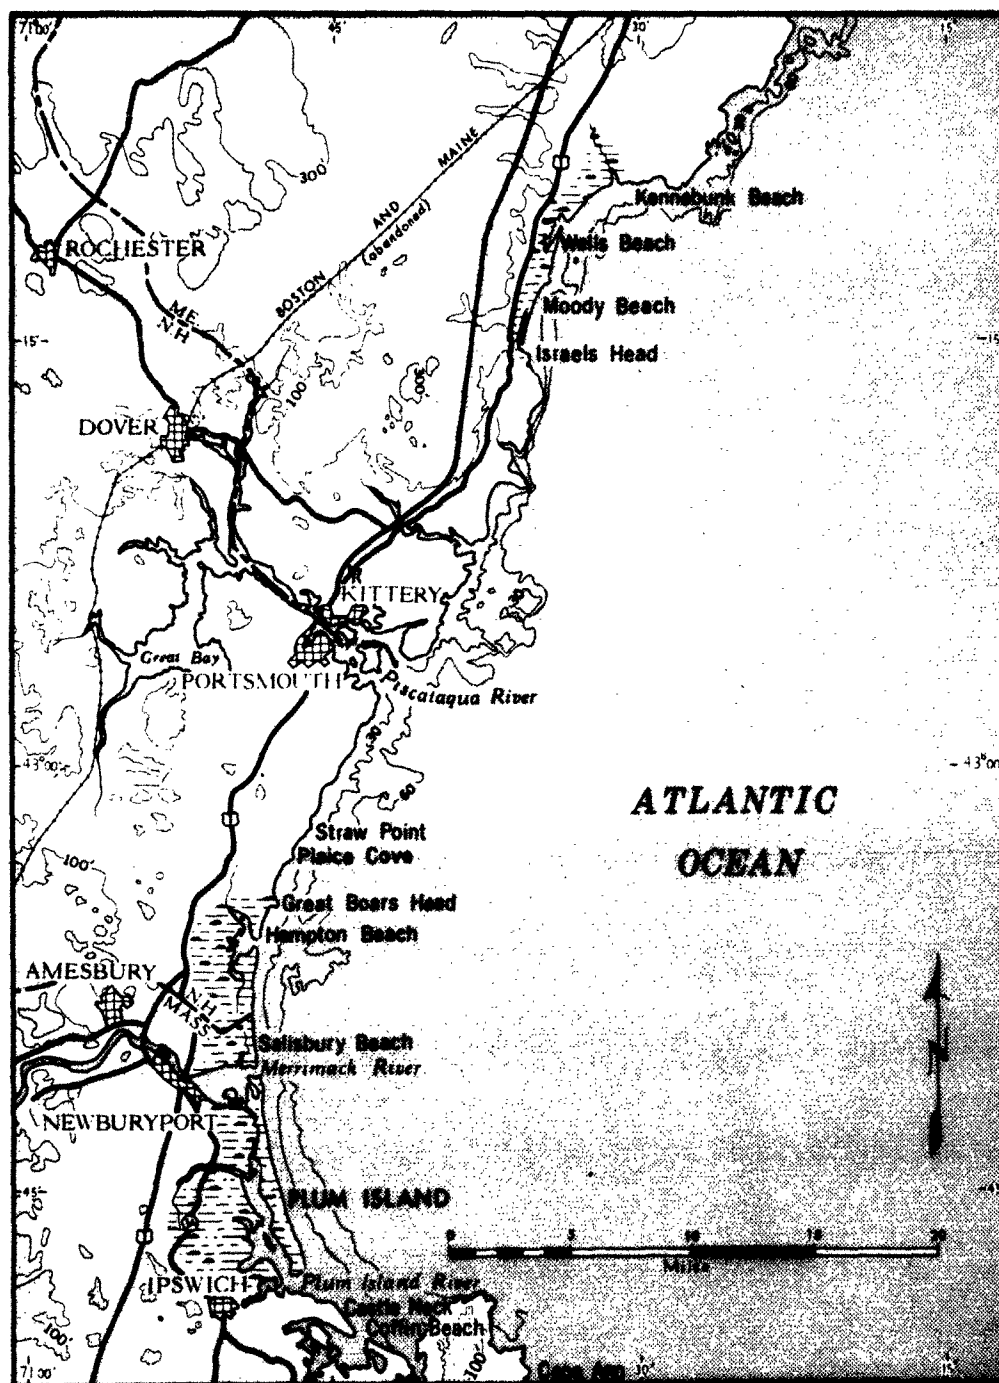 71°00'
45'
30'
15'
300'
BOSTON AND MAINE
(abandoned)
Kennebunk Beach
ROCHESTER
Wells Beach
ME.
N.H
Moody Beach
15'
Israels Head
100'
300'
DOVER
KITTERY
Great Bay
PORTSMOUTH
Piscataqua River
30'
43°00'
43°00'
60'
ATLANTIC
OCEAN
Straw Point
Plaice Cove
100'
Great Boars Head
Hampton Beach
AMESBURY
N.H
MASS
Salisbury Beach
Merrimack River
NEWBURYPORT
45'
PLUM ISLAND
N
0 5 10 15 20
Miles
IPSWICH
Plum Island River
Castle Neck
Coffin Beach
100'
100'
Cape Ann
71°00'
30'
15'